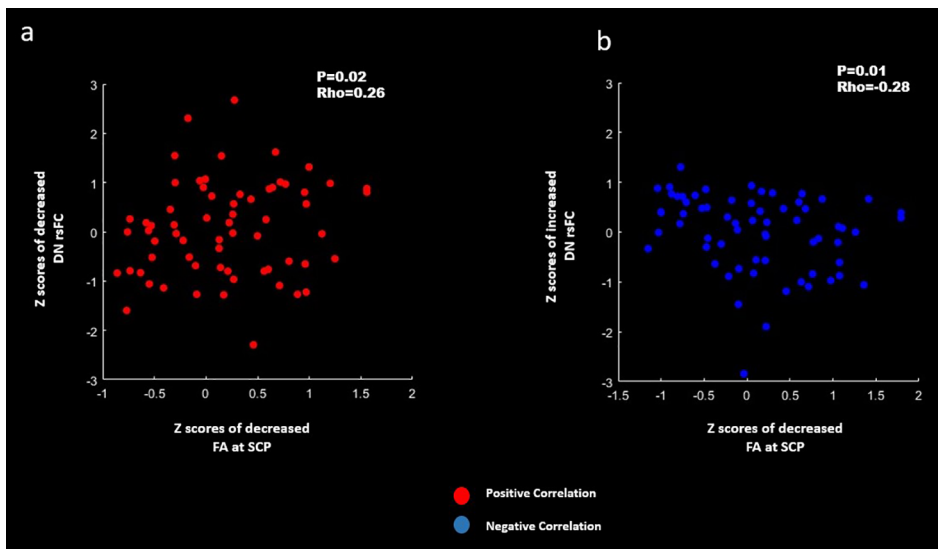 a
P=0.02
Rho=0.26
3
2
1
0
-1
-2
-3
-1
-0.5
0
0.5
1
1.5
2
Z scores of decreased
DN rsFC
Z scores of decreased
FA at SCP
b
P=0.01
Rho=-0.28
3
2
1
0
-1
-2
-3
-1.5
-1
-0.5
0
0.5
1
1.5
2
Z scores of increased
DN rsFC
Z scores of decreased
FA at SCP
Positive Correlation
Negative Correlation